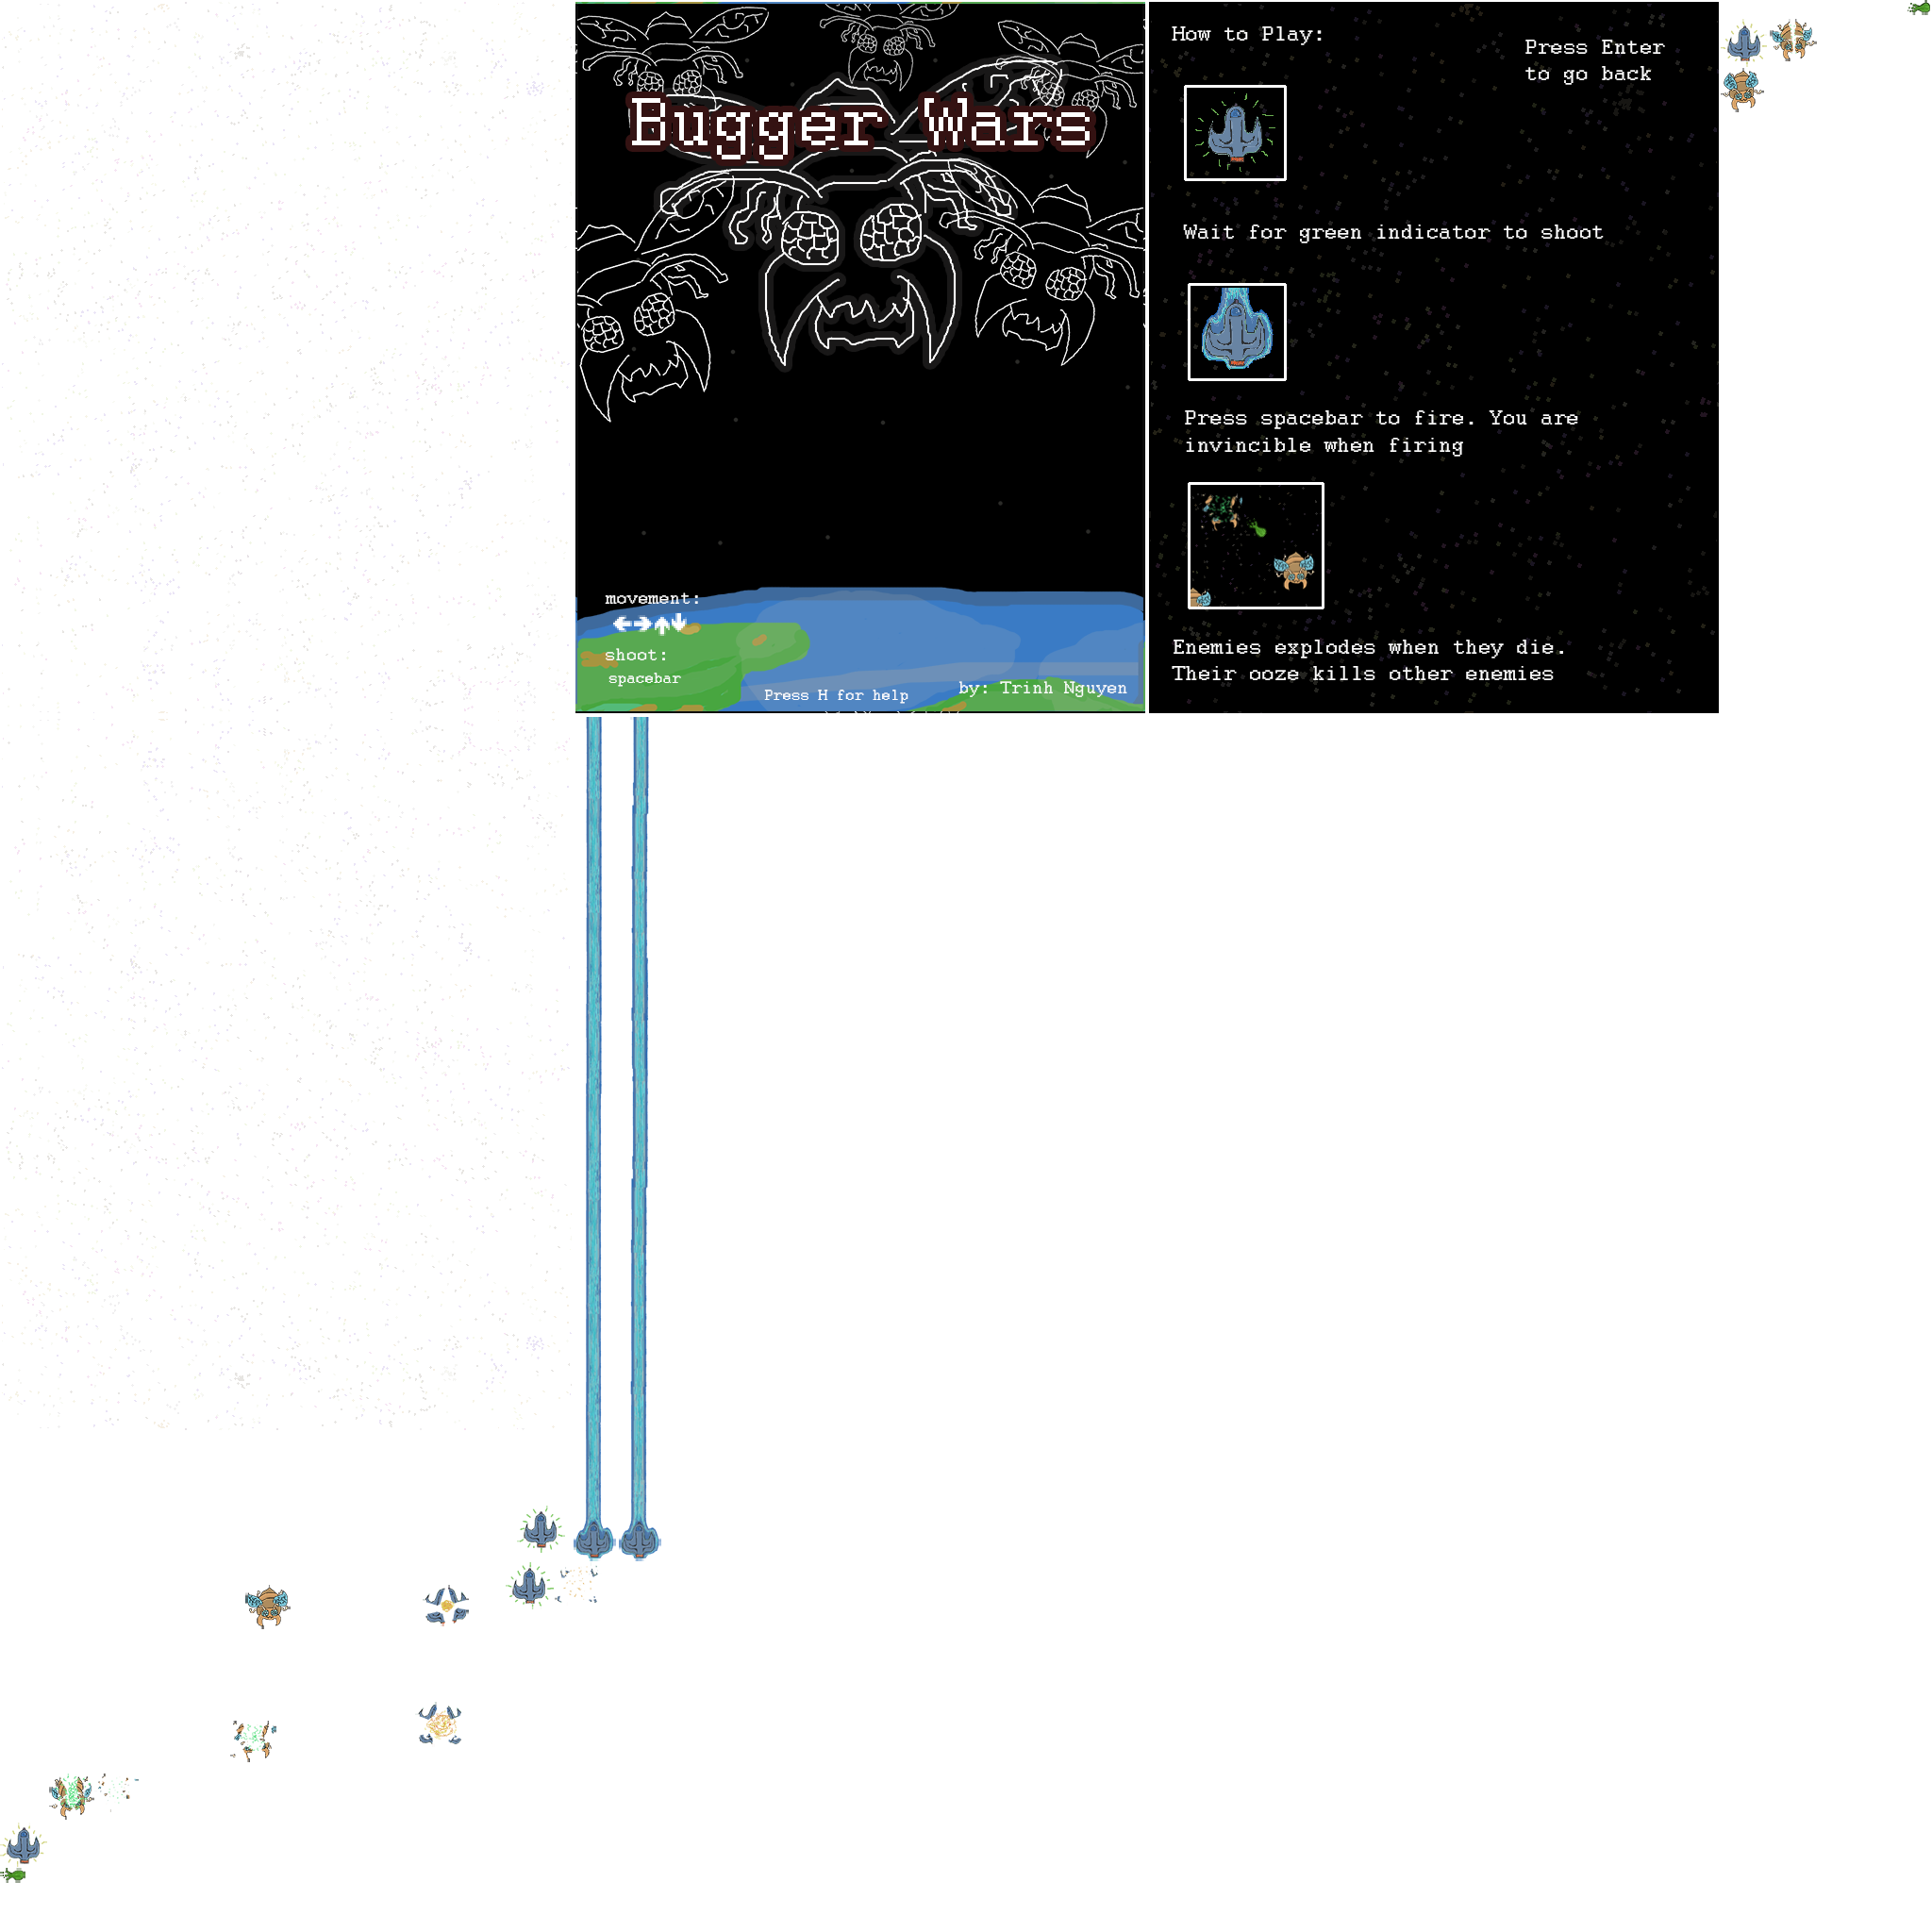 Bugger Wars
movement:
shoot:
spacebar
Press H for help
by: Trinh Nguyen
How to Play:
Press Enter
to go back
Wait for green indicator to shoot
Press spacebar to fire. You are
invincible when firing
Enemies explodes when they die.
Their ooze kills other enemies